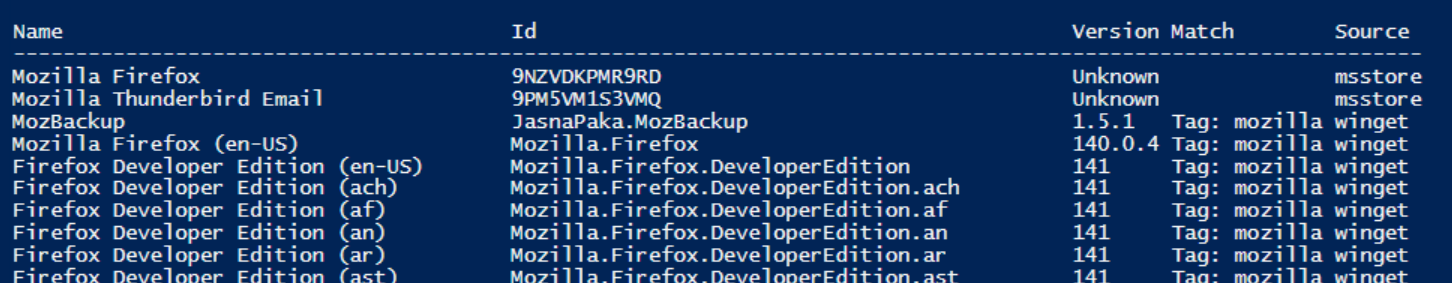 Name Id Version Match Source
--------------------------------------------------------------------------------------------------------------
Mozilla Firefox 9NZVDKPMR9RD Unknown msstore
Mozilla Thunderbird Email 9PM5VM1S3VMQ Unknown msstore
MozBackup JasnaPaka.MozBackup 1.5.1 Tag: mozilla winget
Mozilla Firefox (en-US) Mozilla.Firefox 140.0.4 Tag: mozilla winget
Firefox Developer Edition (en-US) Mozilla.Firefox.DeveloperEdition 141 Tag: mozilla winget
Firefox Developer Edition (ach) Mozilla.Firefox.DeveloperEdition.ach 141 Tag: mozilla winget
Firefox Developer Edition (af) Mozilla.Firefox.DeveloperEdition.af 141 Tag: mozilla winget
Firefox Developer Edition (an) Mozilla.Firefox.DeveloperEdition.an 141 Tag: mozilla winget
Firefox Developer Edition (ar) Mozilla.Firefox.DeveloperEdition.ar 141 Tag: mozilla winget
Firefox Developer Edition (ast) Mozilla.Firefox.DeveloperEdition.ast 141 Tag: mozilla winget